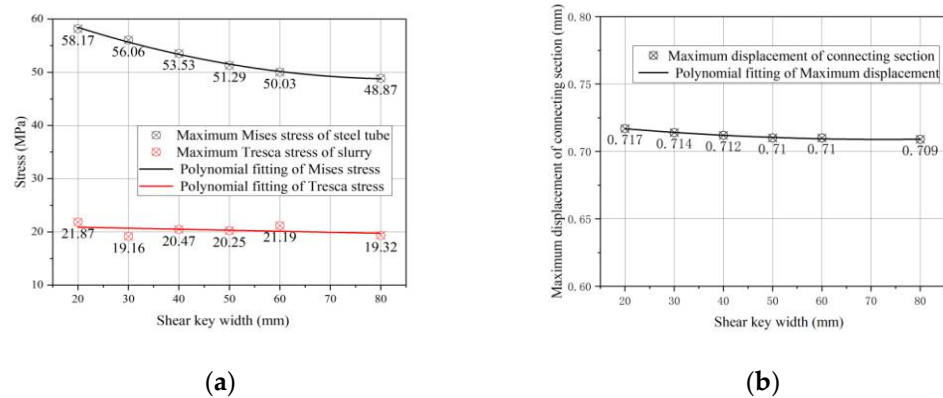 60
50
40
30
20
10
Stress (MPa)
58.17
56.06
53.53
51.29
50.03
48.87
Maximum Mises stress of steel tube
Maximum Tresca stress of slurry
Polynomial fitting of Mises stress
Polynomial fitting of Tresca stress
21.87
19.16
20.47
20.25
21.19
19.32
20 30 40 50 60 70 80
Shear key width (mm)
(a)
0.80
0.75
0.70
0.65
0.60
Maximum displacement of connecting section (mm)
Maximum displacement of connecting section
Polynomial fitting of Maximum displacement
0.717
0.714
0.712
0.71
0.71
0.709
20 30 40 50 60 70 80
Shear key width (mm)
(b)